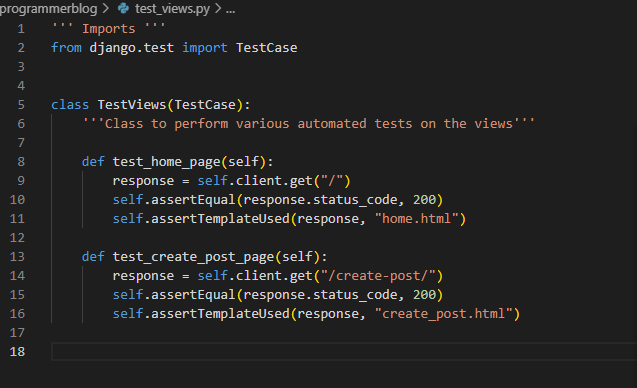 programmerblog > test_views.py > ...
1 ''' Imports '''
2 from django.test import TestCase
3
4
5 class TestViews(TestCase):
6     '''Class to perform various automated tests on the views'''
7
8     def test_home_page(self):
9         response = self.client.get("/")
10         self.assertEqual(response.status_code, 200)
11         self.assertTemplateUsed(response, "home.html")
12
13     def test_create_post_page(self):
14         response = self.client.get("/create-post/")
15         self.assertEqual(response.status_code, 200)
16         self.assertTemplateUsed(response, "create_post.html")
17
18